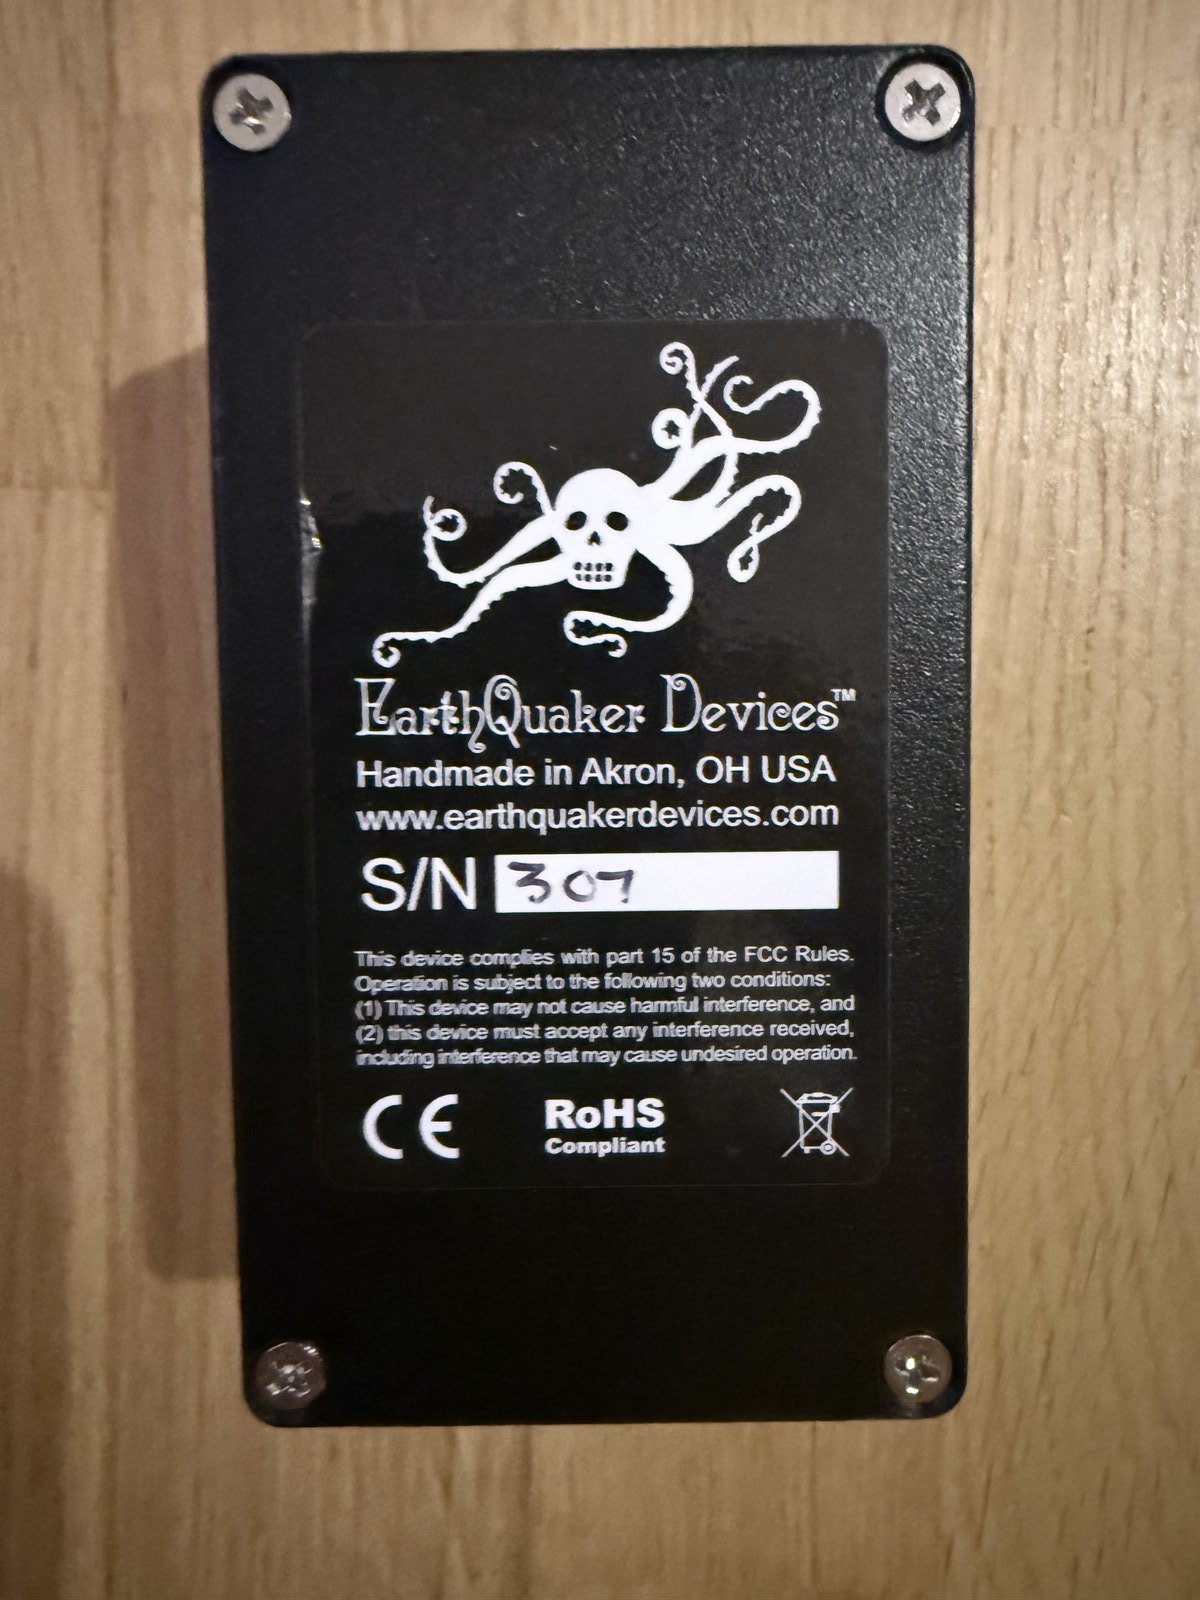 EarthQuaker Devices™
Handmade in Akron, OH USA
www.earthquakerdevices.com
S/N 307
This device complies with part 15 of the FCC Rules.
Operation is subject to the following two conditions:
(1) This device may not cause harmful interference, and
(2) this device must accept any interference received,
including interference that may cause undesired operation.
CE RoHS
Compliant